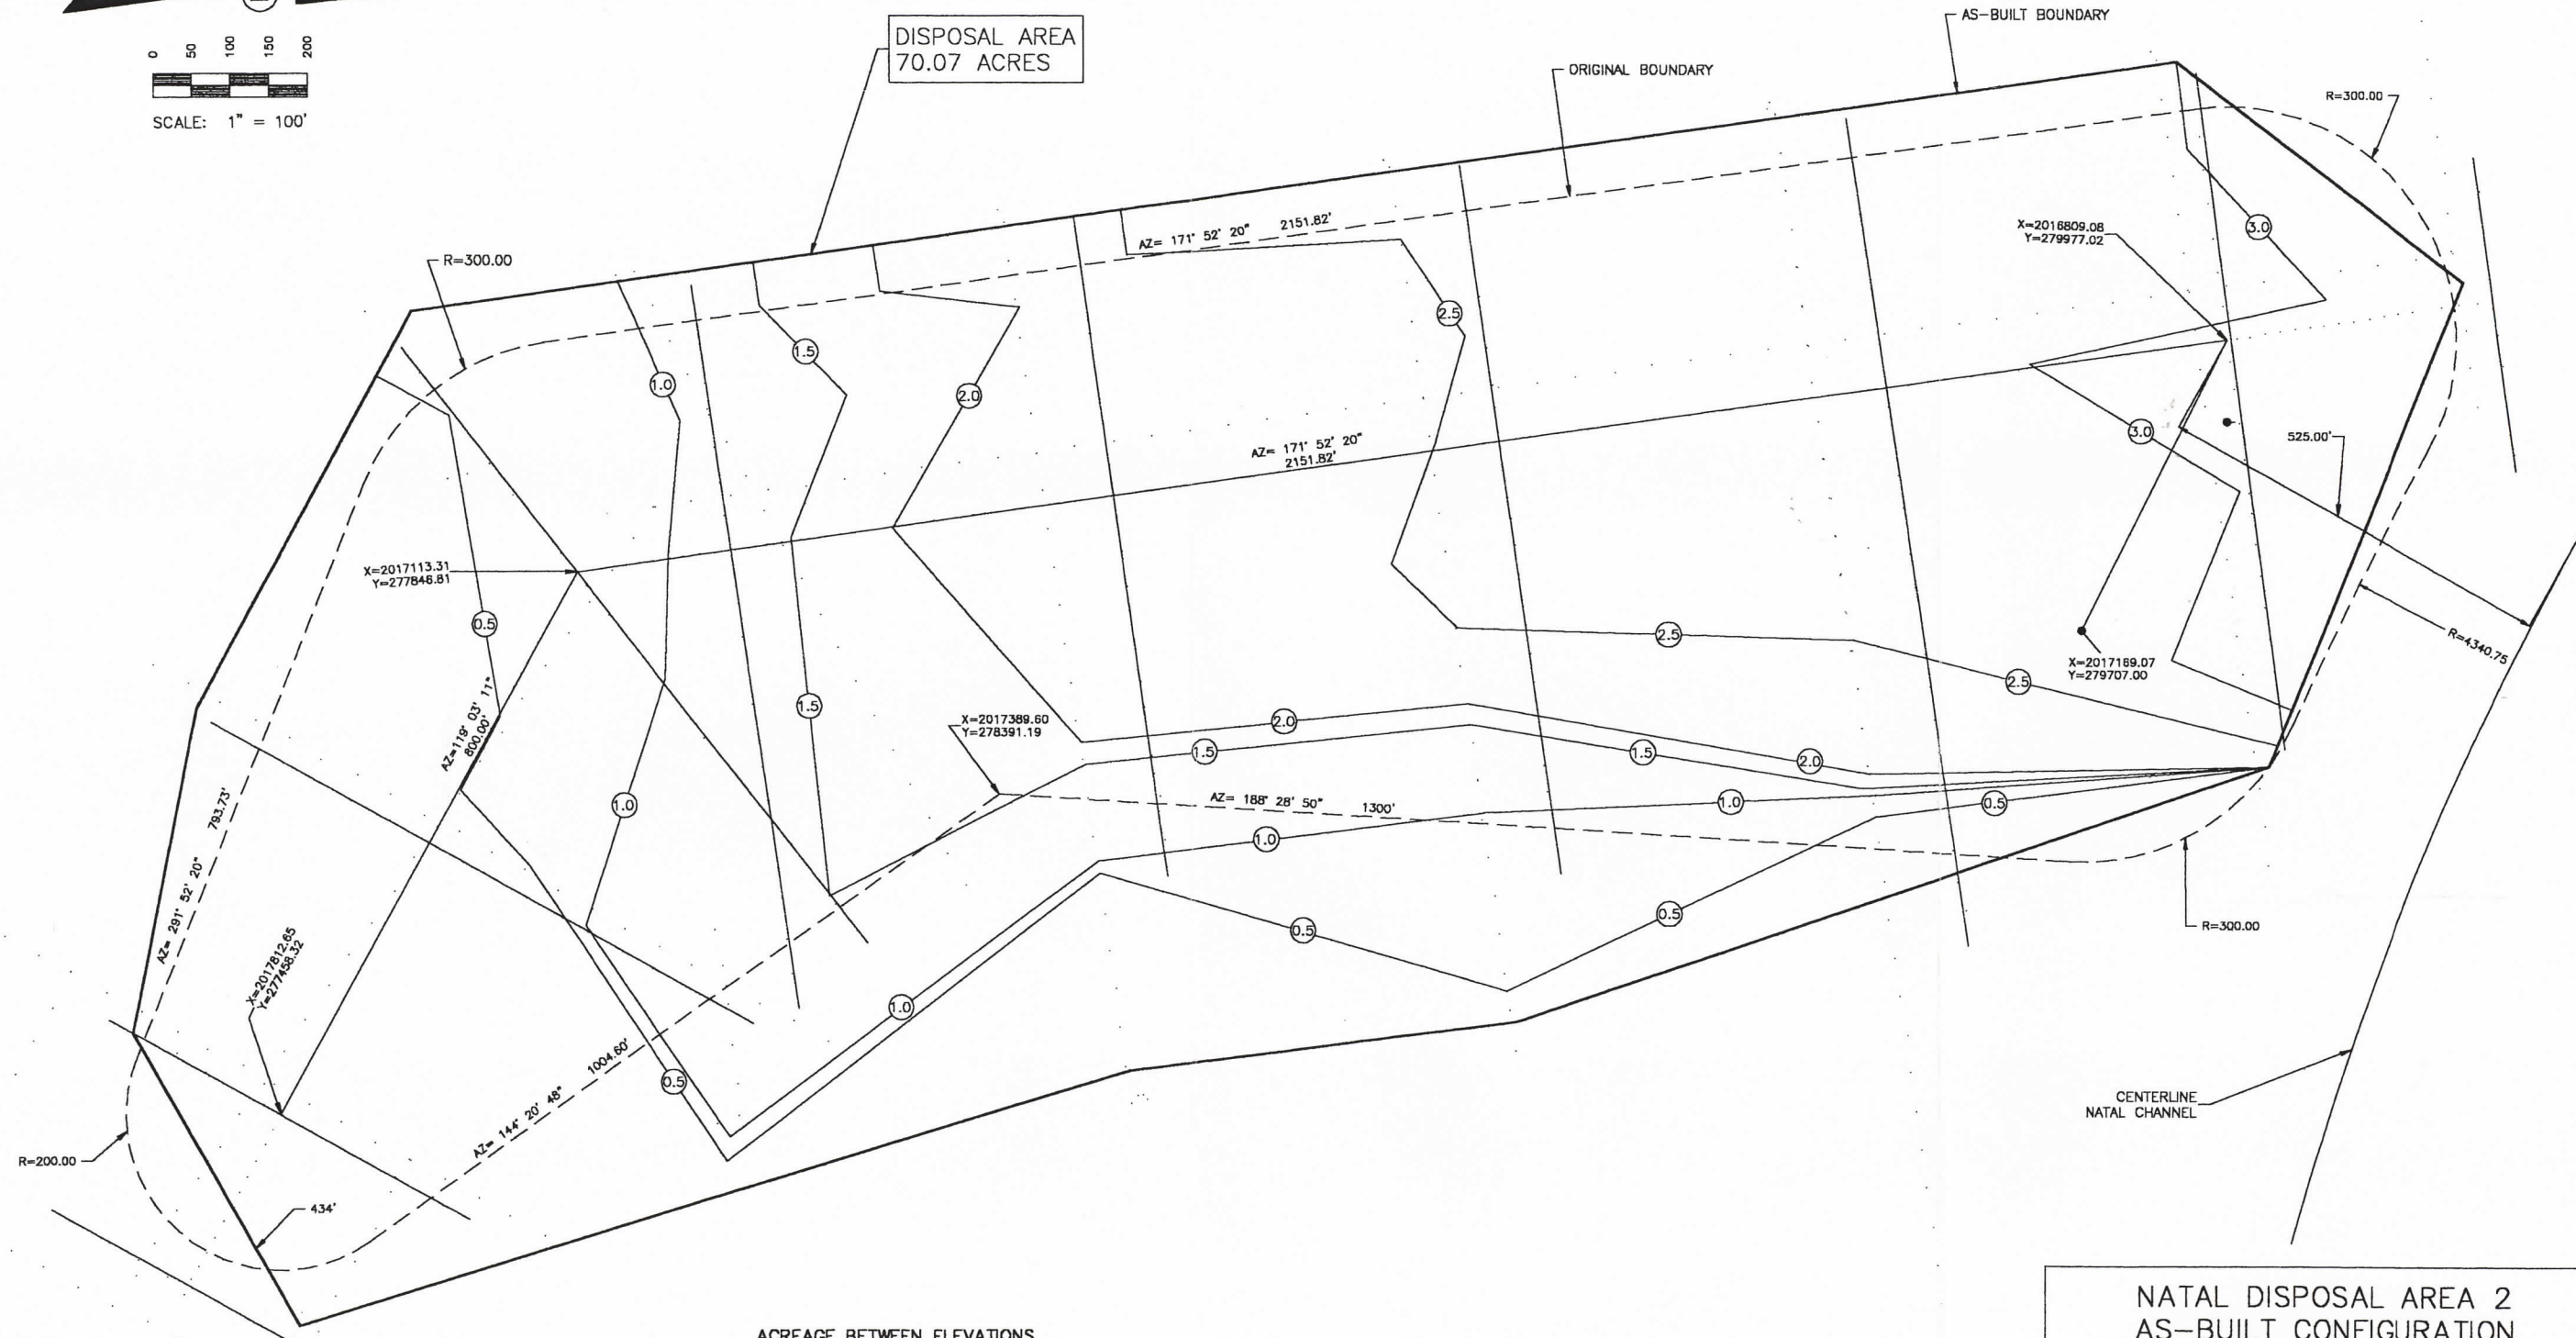 0 50 100 150 200
SCALE: 1" = 100'
DISPOSAL AREA
70.07 ACRES
AS-BUILT BOUNDARY
ORIGINAL BOUNDARY
R=300.00
R=300.00
AZ= 171° 52' 20" 2151.82'
X=2016809.08
Y=279977.02
3.0
2.5
1.5
1.0
2.0
3.0
525.00'
AZ= 171° 52' 20"
2151.82'
X=2017113.31
Y=277846.81
0.5
2.5
R=4340.75
X=2017169.07
Y=279707.00
2.5
AZ=119° 03' 11"
800.00'
1.5
X=2017389.60
Y=278391.19
2.0
1.5
1.5
2.0
AZ= 188° 28' 50" 1300'
1.0
0.5
1.0
1.0
AZ= 291° 52' 20" 793.73'
0.5
0.5
R=300.00
X=2017812.65
Y=277458.32
1.0
0.5
AZ= 144° 20' 48" 1004.60'
CENTERLINE
NATAL CHANNEL
R=200.00
434'
NATAL DISPOSAL AREA 2
AS-BUILT CONFIGURATION
ACREAGE BETWEEN ELEVATIONS